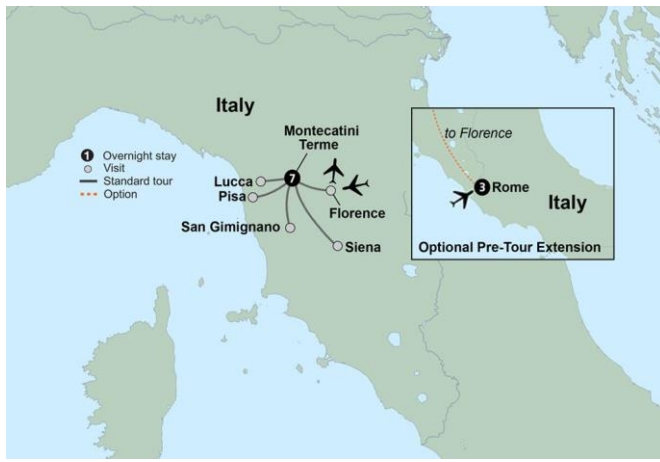 Italy
Montecatini
Terme
1 Overnight stay
Visit
Standard tour
Option
Lucca
Pisa
7
Florence
San Gimignano
Siena
to Florence
3 Rome
Italy
Optional Pre-Tour Extension